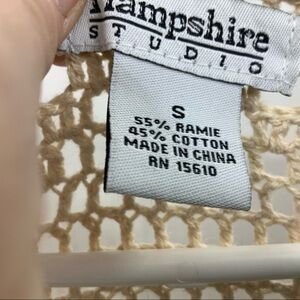 Hampshire
STUDIO
S
55% RAMIE
45% COTTON
MADE IN CHINA
RN 15610